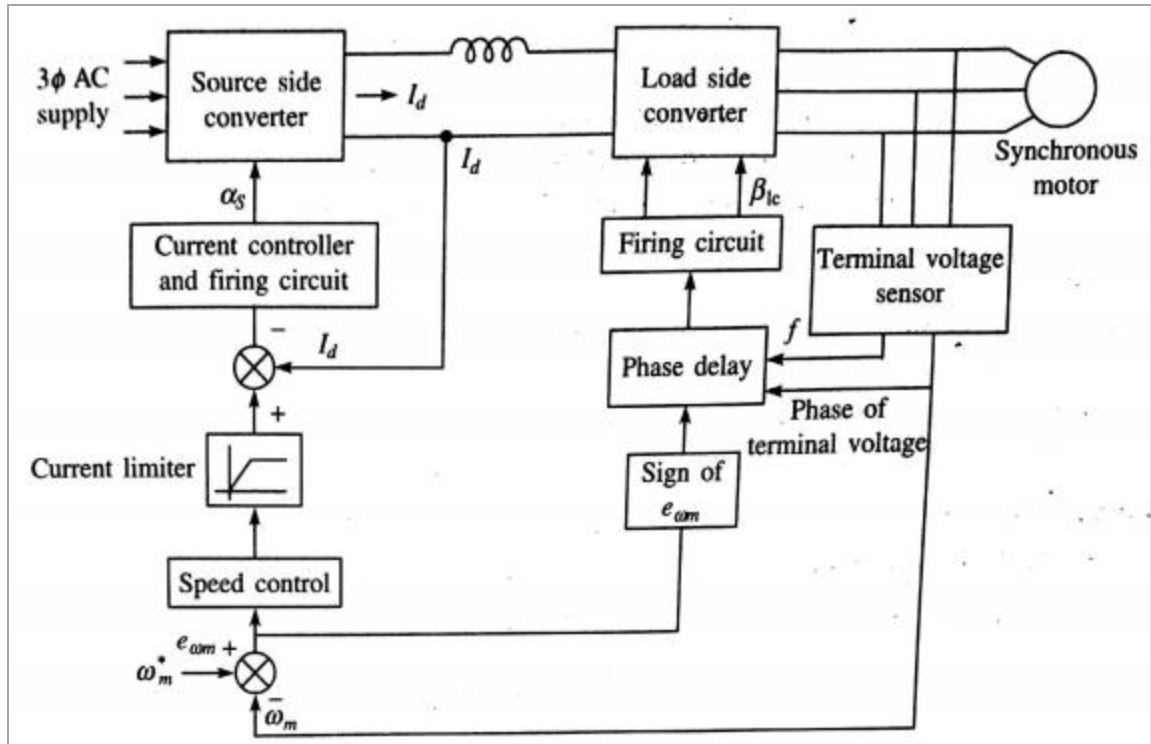 3ϕ AC
supply
Source side
converter
I_d
Load side
converter
Synchronous
motor
I_d
α_S
β_lc
Current controller
and firing circuit
Firing circuit
Terminal voltage
sensor
−
I_d
f
Phase delay
+
Phase of
terminal voltage
Current limiter
Sign of
e_ωm
Speed control
e_ωm +
ω*_m
−
ω_m